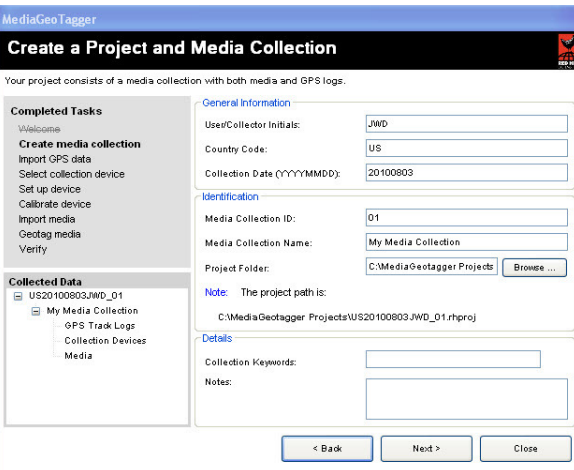 MediaGeoTagger
Create a Project and Media Collection
Your project consists of a media collection with both media and GPS logs.
Completed Tasks
Welcome
Create media collection
Import GPS data
Select collection device
Set up device
Calibrate device
Import media
Geotag media
Verify
Collected Data
US20100803JWD_01
My Media Collection
GPS Track Logs
Collection Devices
Media
General Information
User/Collector Initials: JWD
Country Code: US
Collection Date (YYYYMMDD): 20100803
Identification
Media Collection ID: 01
Media Collection Name: My Media Collection
Project Folder: C:\MediaGeotagger Projects Browse ...
Note: The project path is:
C:\MediaGeotagger Projects\US20100803JWD_01.rhproj
Details
Collection Keywords:
Notes:
< Back Next > Close